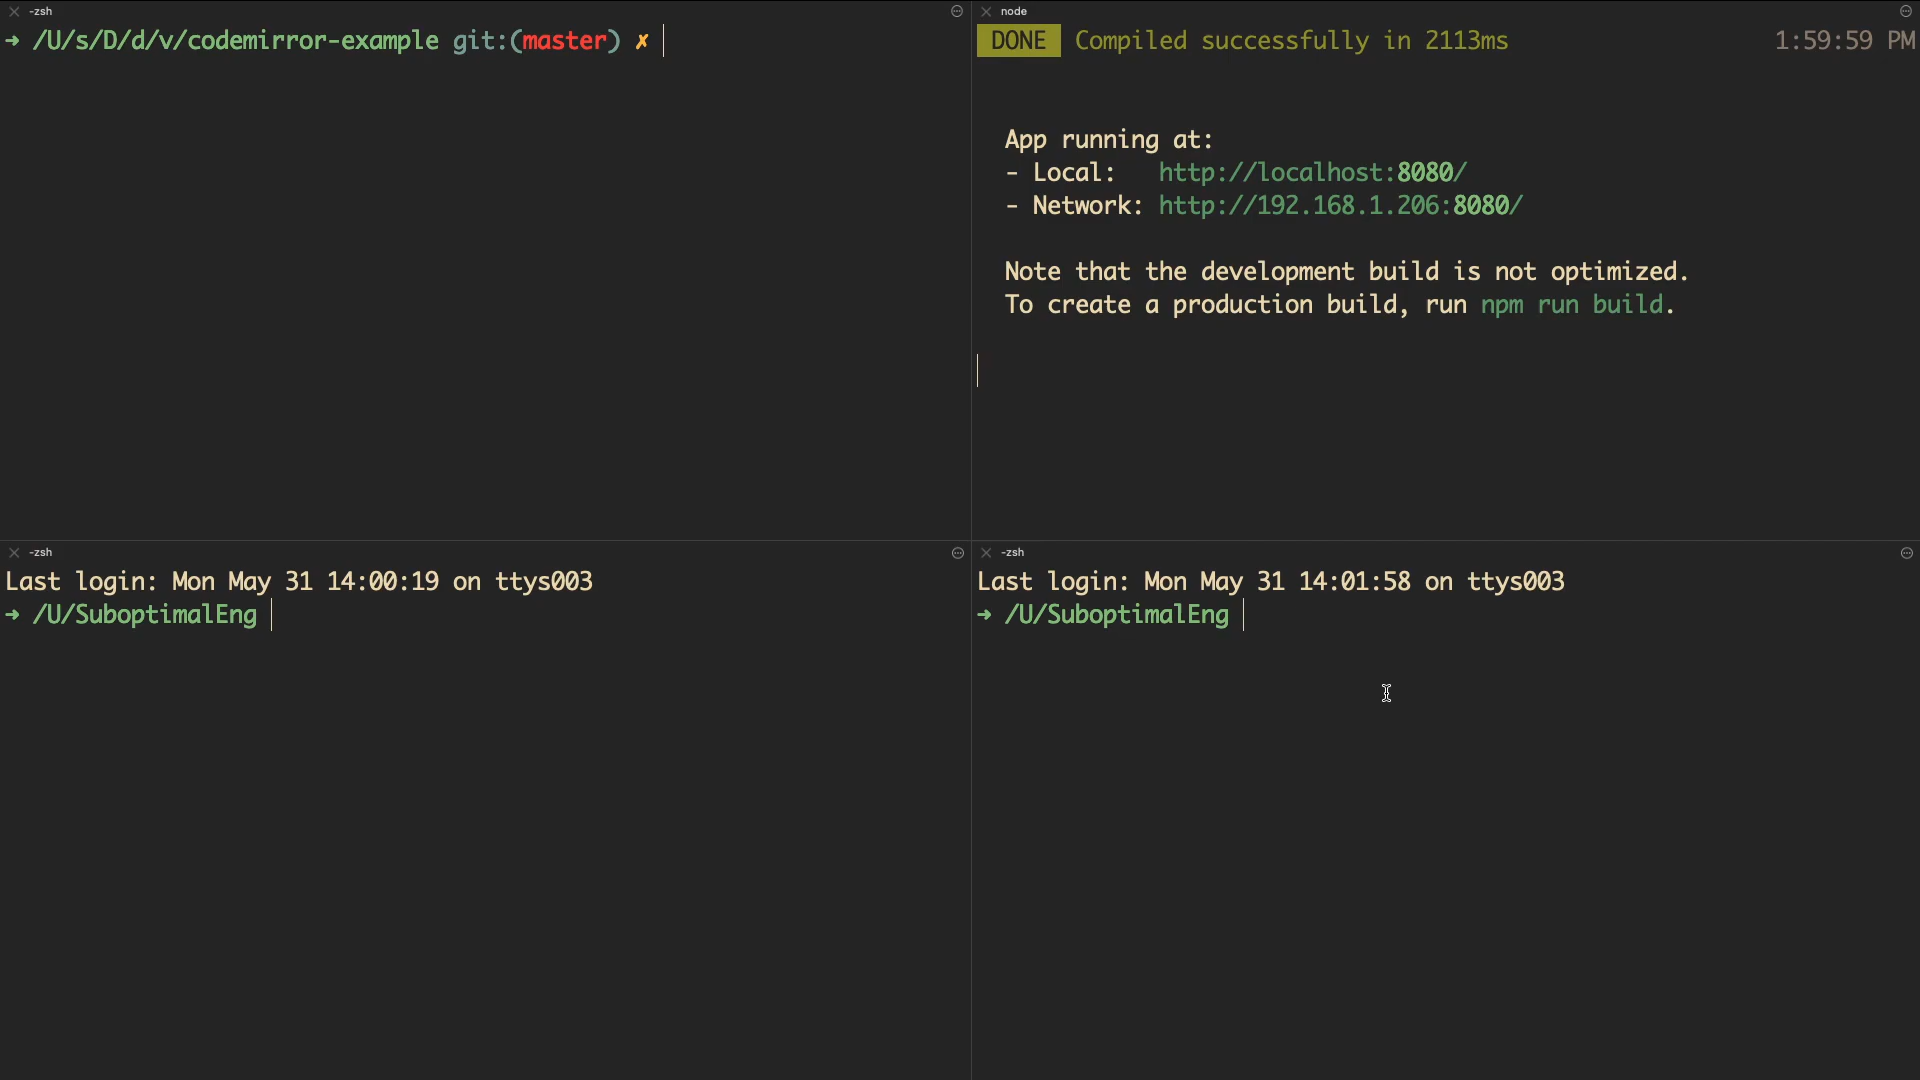 -zsh
➜ /U/s/D/d/v/codemirror-example git:(master) ✗
node
DONE Compiled successfully in 2113ms 1:59:59 PM
App running at:
- Local: http://localhost:8080/
- Network: http://192.168.1.206:8080/
Note that the development build is not optimized.
To create a production build, run npm run build.
-zsh
Last login: Mon May 31 14:00:19 on ttys003
➜ /U/SuboptimalEng
-zsh
Last login: Mon May 31 14:01:58 on ttys003
➜ /U/SuboptimalEng